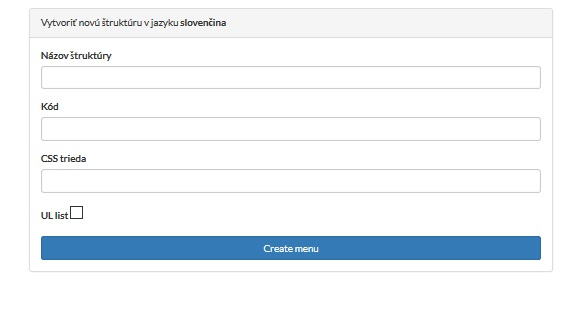 Vytvoriť novú štruktúru v jazyku slovenčina
Názov štruktúry
Kód
CSS trieda
UL list
Create menu